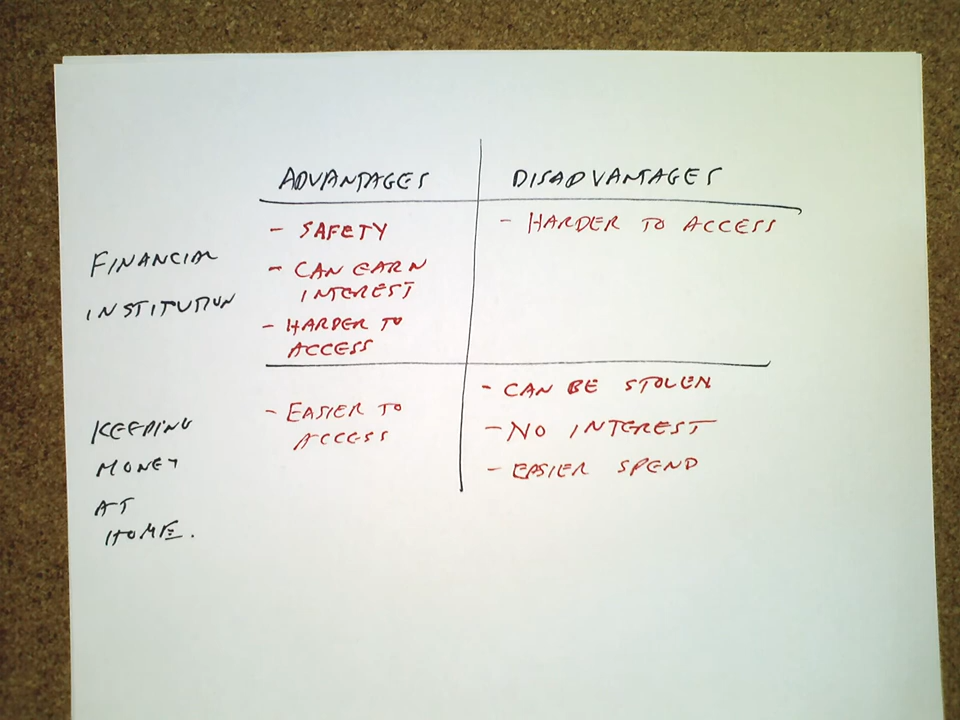 ADVANTAGES DISADVANTAGES
FINANCIAL
INSTITUTION
- SAFETY
- CAN EARN
INTEREST
- HARDER TO
ACCESS
- HARDER TO ACCESS
KEEPING
MONEY
AT
HOME.
- EASIER TO
ACCESS
- CAN BE STOLEN
- NO INTEREST
- EASIER SPEND